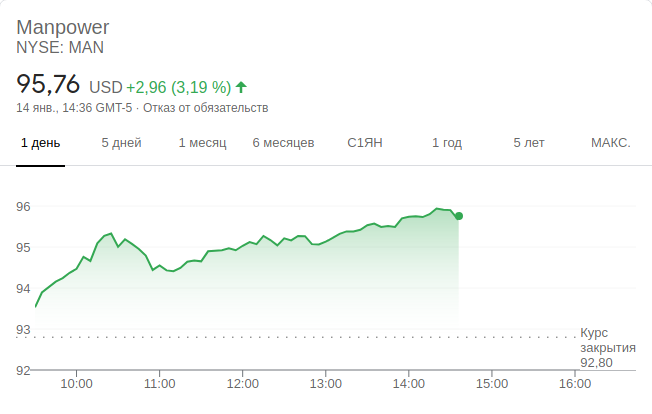 Manpower
NYSE: MAN
95,76 USD +2,96 (3,19 %)
14 янв., 14:36 GMT-5 · Отказ от обязательств
1 день 5 дней 1 месяц 6 месяцев С1ЯН 1 год 5 лет МАКС.
96
95
94
93
Курс
закрытия
92,80
92
10:00 11:00 12:00 13:00 14:00 15:00 16:00